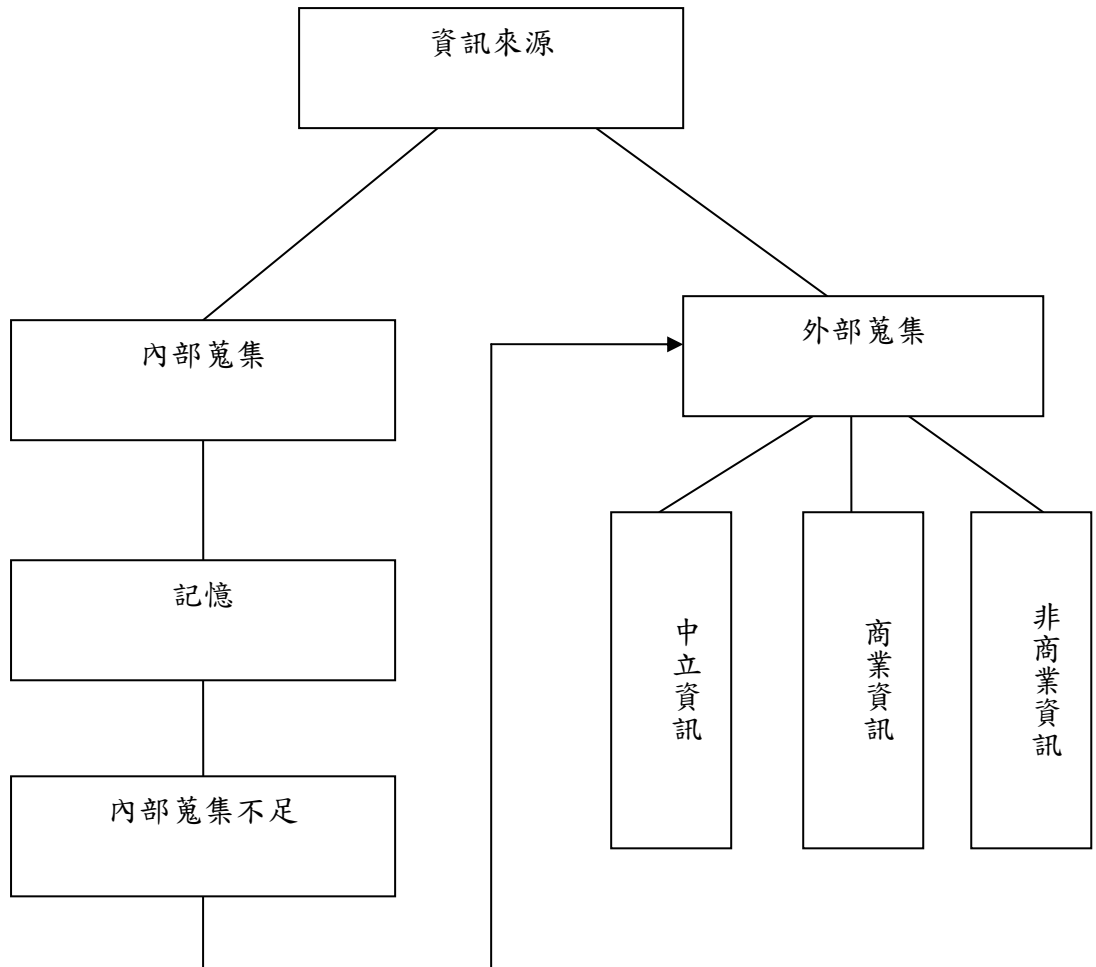 資訊來源
內部蒐集
外部蒐集
記憶
中立資訊
商業資訊
非商業資訊
內部蒐集不足